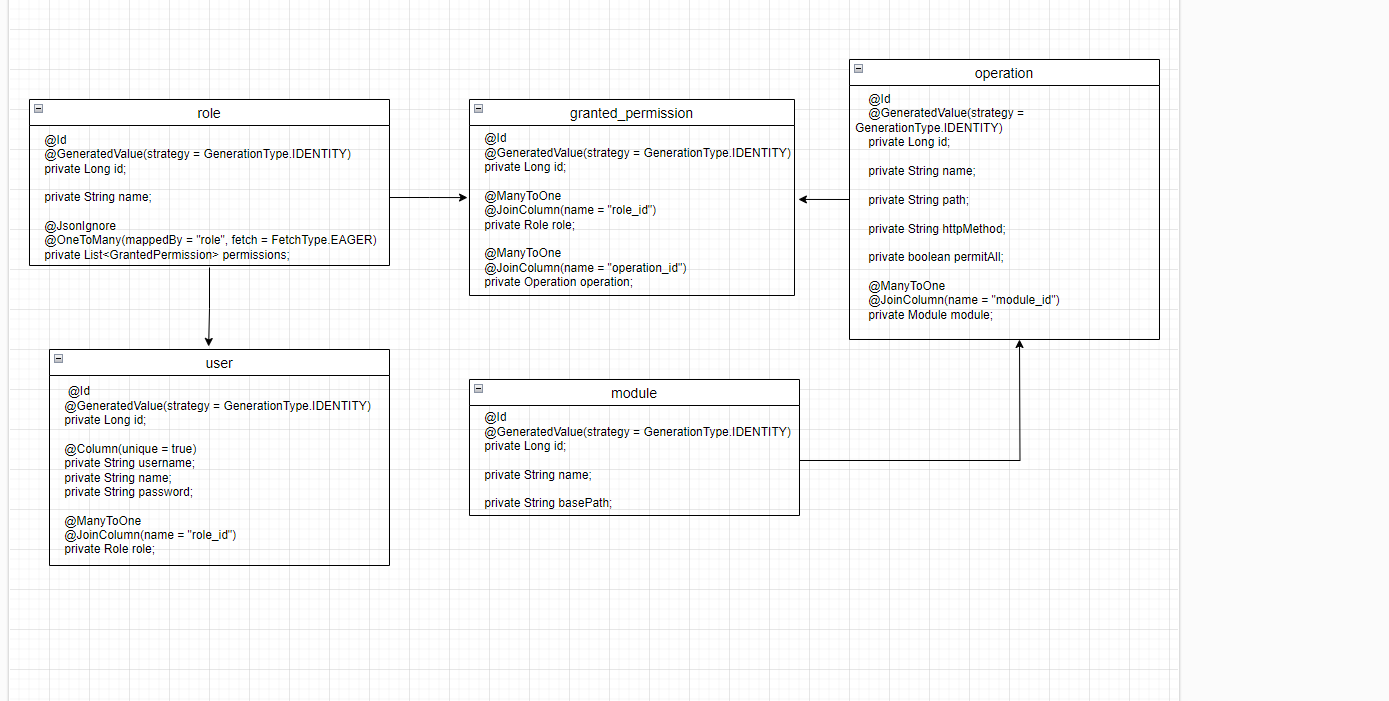 role
@Id
@GeneratedValue(strategy = GenerationType.IDENTITY)
private Long id;
private String name;
@JsonIgnore
@OneToMany(mappedBy = "role", fetch = FetchType.EAGER)
private List<GrantedPermission> permissions;
granted_permission
@Id
@GeneratedValue(strategy = GenerationType.IDENTITY)
private Long id;
@ManyToOne
@JoinColumn(name = "role_id")
private Role role;
@ManyToOne
@JoinColumn(name = "operation_id")
private Operation operation;
operation
@Id
@GeneratedValue(strategy =
GenerationType.IDENTITY)
private Long id;
private String name;
private String path;
private String httpMethod;
private boolean permitAll;
@ManyToOne
@JoinColumn(name = "module_id")
private Module module;
user
@Id
@GeneratedValue(strategy = GenerationType.IDENTITY)
private Long id;
@Column(unique = true)
private String username;
private String name;
private String password;
@ManyToOne
@JoinColumn(name = "role_id")
private Role role;
module
@Id
@GeneratedValue(strategy = GenerationType.IDENTITY)
private Long id;
private String name;
private String basePath;